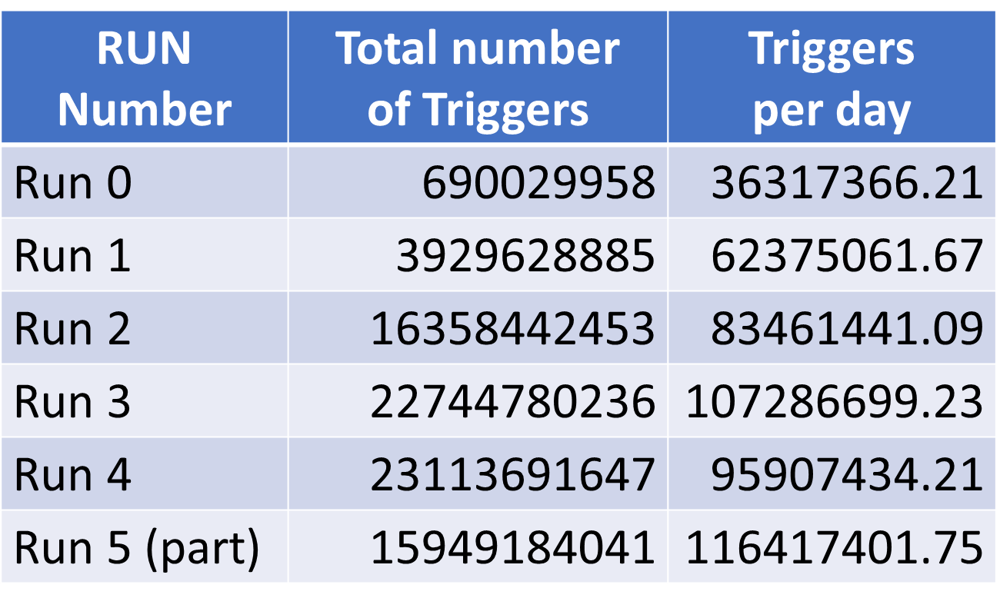 RUN Number Total number of Triggers Triggers per day
Run 0 690029958 36317366.21
Run 1 3929628885 62375061.67
Run 2 16358442453 83461441.09
Run 3 22744780236 107286699.23
Run 4 23113691647 95907434.21
Run 5 (part) 15949184041 116417401.75